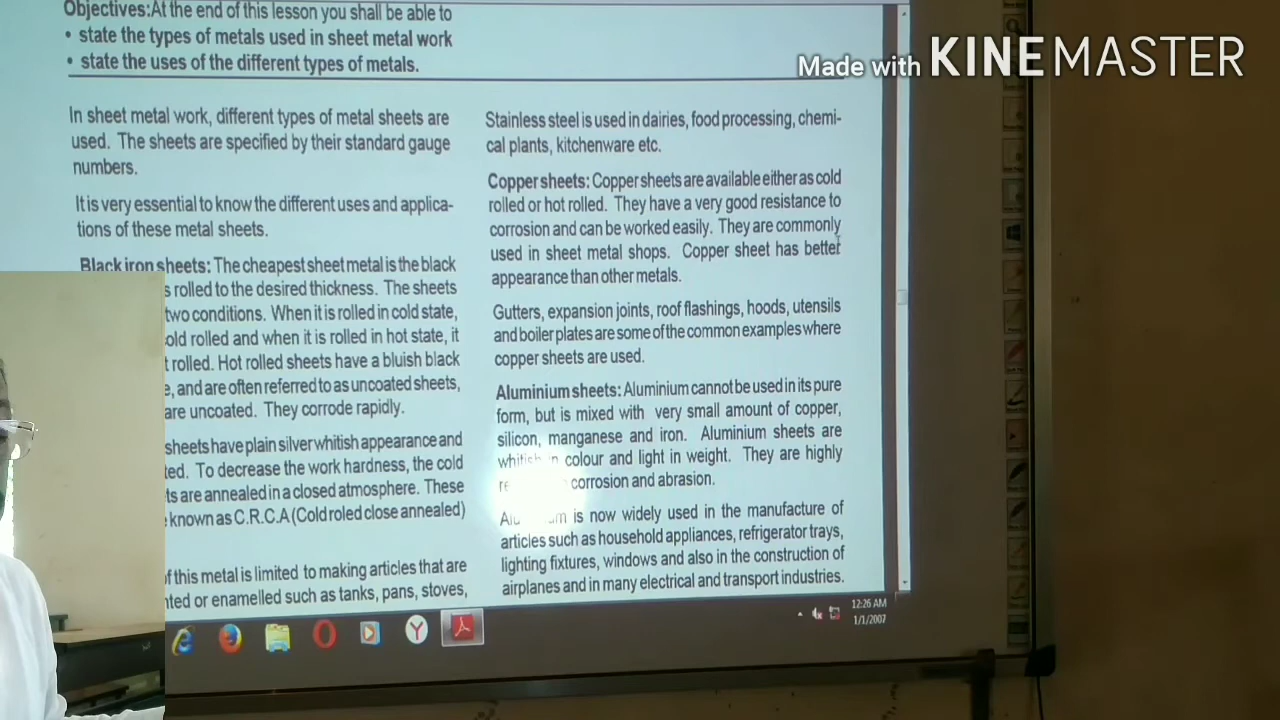 Objectives:At the end of this lesson you shall be able to
• state the types of metals used in sheet metal work
• state the uses of the different types of metals.
Made with KINEMASTER
In sheet metal work, different types of metal sheets are
used. The sheets are specified by their standard gauge
numbers.
It is very essential to know the different uses and applica-
tions of these metal sheets.
Black iron sheets: The cheapest sheet metal is the black
rolled to the desired thickness. The sheets
two conditions. When it is rolled in cold state,
rolled and when it is rolled in hot state, it
rolled. Hot rolled sheets have a bluish black
and are often referred to as uncoated sheets,
are uncoated. They corrode rapidly.
sheets have plain silver whitish appearance and
To decrease the work hardness, the cold
are annealed in a closed atmosphere. These
known as C.R.C.A (Cold roled close annealed)
of this metal is limited to making articles that are
or enamelled such as tanks, pans, stoves,
Stainless steel is used in dairies, food processing, chemi-
cal plants, kitchenware etc.
Copper sheets: Copper sheets are available either as cold
rolled or hot rolled. They have a very good resistance to
corrosion and can be worked easily. They are commonly
used in sheet metal shops. Copper sheet has better
appearance than other metals.
Gutters, expansion joints, roof flashings, hoods, utensils
and boiler plates are some of the common examples where
copper sheets are used.
Aluminium sheets: Aluminium cannot be used in its pure
form, but is mixed with very small amount of copper,
silicon, manganese and iron. Aluminium sheets are
whitish in colour and light in weight. They are highly
corrosion and abrasion.
is now widely used in the manufacture of
articles such as household appliances, refrigerator trays,
lighting fixtures, windows and also in the construction of
airplanes and in many electrical and transport industries.
12:26 AM
1/1/2007